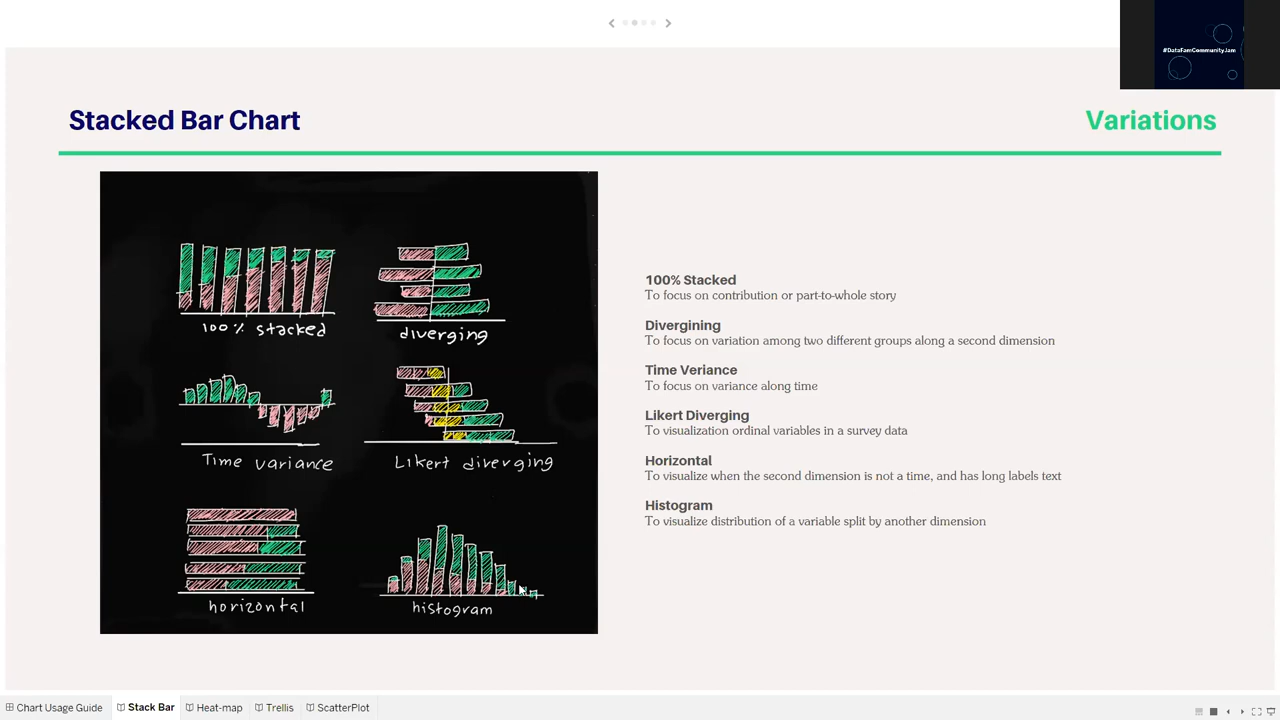 #DataFamCommunityJam
Stacked Bar Chart
Variations
100% stacked
diverging
Time variance
Likert diverging
horizontal
histogram
100% Stacked
To focus on contribution or part-to-whole story
Divergining
To focus on variation among two different groups along a second dimension
Time Veriance
To focus on variance along time
Likert Diverging
To visualization ordinal variables in a survey data
Horizontal
To visualize when the second dimension is not a time, and has long labels text
Histogram
To visualize distribution of a variable split by another dimension
Chart Usage Guide
Stack Bar
Heat-map
Trellis
ScatterPlot